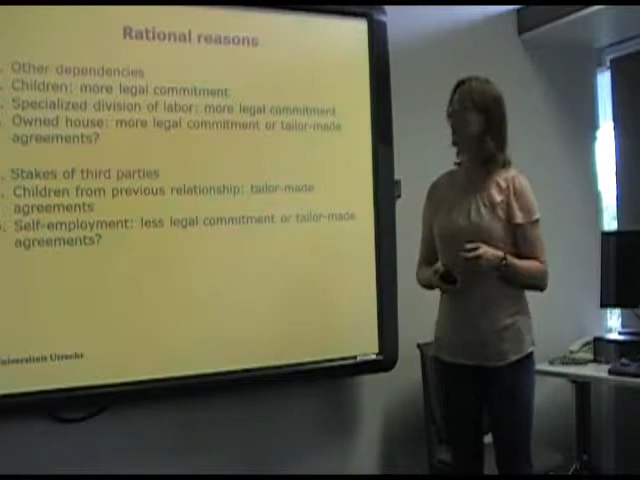 Rational reasons
Other dependencies
Children: more legal commitment
Specialized division of labor: more legal commitment
Owned house: more legal commitment or tailor-made
agreements?
Stakes of third parties
Children from previous relationship: tailor-made
agreements
Self-employment: less legal commitment or tailor-made
agreements?
Universiteit Utrecht